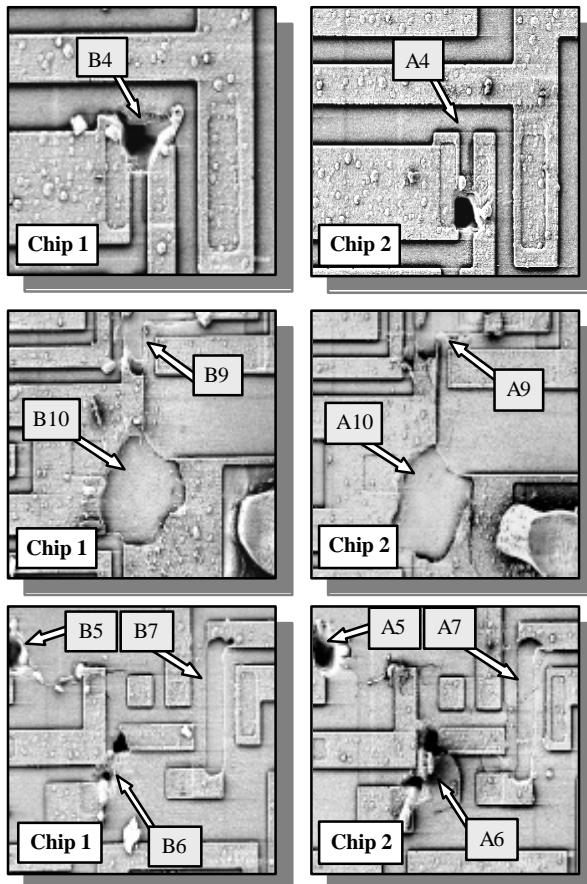 B4
Chip 1
A4
Chip 2
B9
B10
Chip 1
A9
A10
Chip 2
B5 B7
B6
Chip 1
A5 A7
A6
Chip 2